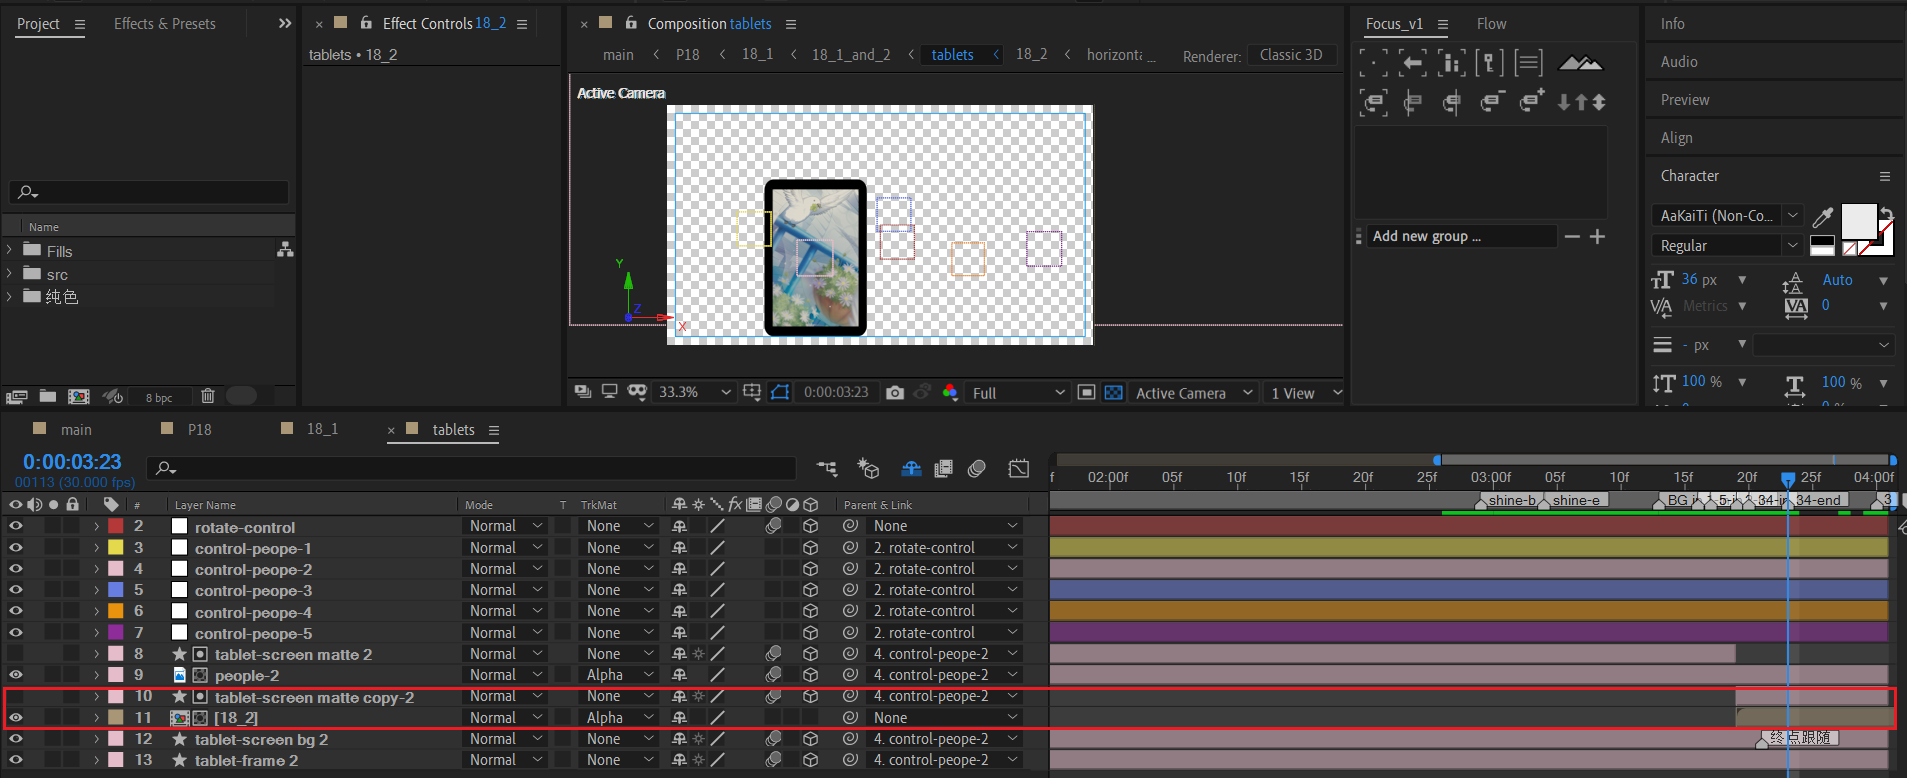 Project
Effects & Presets
Effect Controls 18_2
Composition tablets
Focus_v1
Flow
Info
tablets • 18_2
main
P18
18_1
18_1_and_2
tablets
18_2
horizonta ...
Renderer:
Classic 3D
Audio
Active Camera
Preview
Align
Character
Name
Fills
src
纯色
Y
Z
X
Add new group ...
AaKaiTi (Non-Co...
Regular
36 px
Auto
Metrics
0
- px
100 %
100 %
8 bpc
33.3%
0:00:03:23
Full
Active Camera
1 View
main
P18
18_1
tablets
0:00:03:23
00113 (30.000 fps)
f
02:00f
05f
10f
15f
20f
25f
03:00f
05f
10f
15f
20f
25f
04:00f
# Layer Name
Mode
T
TrkMat
fx
Parent & Link
shine-b
shine-e
BG i
34-in
34-end
3
2 rotate-control Normal None None
3 control-peope-1 Normal None 2. rotate-control
4 control-peope-2 Normal None 2. rotate-control
5 control-peope-3 Normal None 2. rotate-control
6 control-peope-4 Normal None 2. rotate-control
7 control-peope-5 Normal None 2. rotate-control
8 tablet-screen matte 2 Normal None 4. control-peope-2
9 people-2 Normal Alpha 4. control-peope-2
10 tablet-screen matte copy-2 Normal None 4. control-peope-2
11 [18_2] Normal Alpha None
12 tablet-screen bg 2 Normal None 4. control-peope-2
终点跟随
13 tablet-frame 2 Normal None 4. control-peope-2